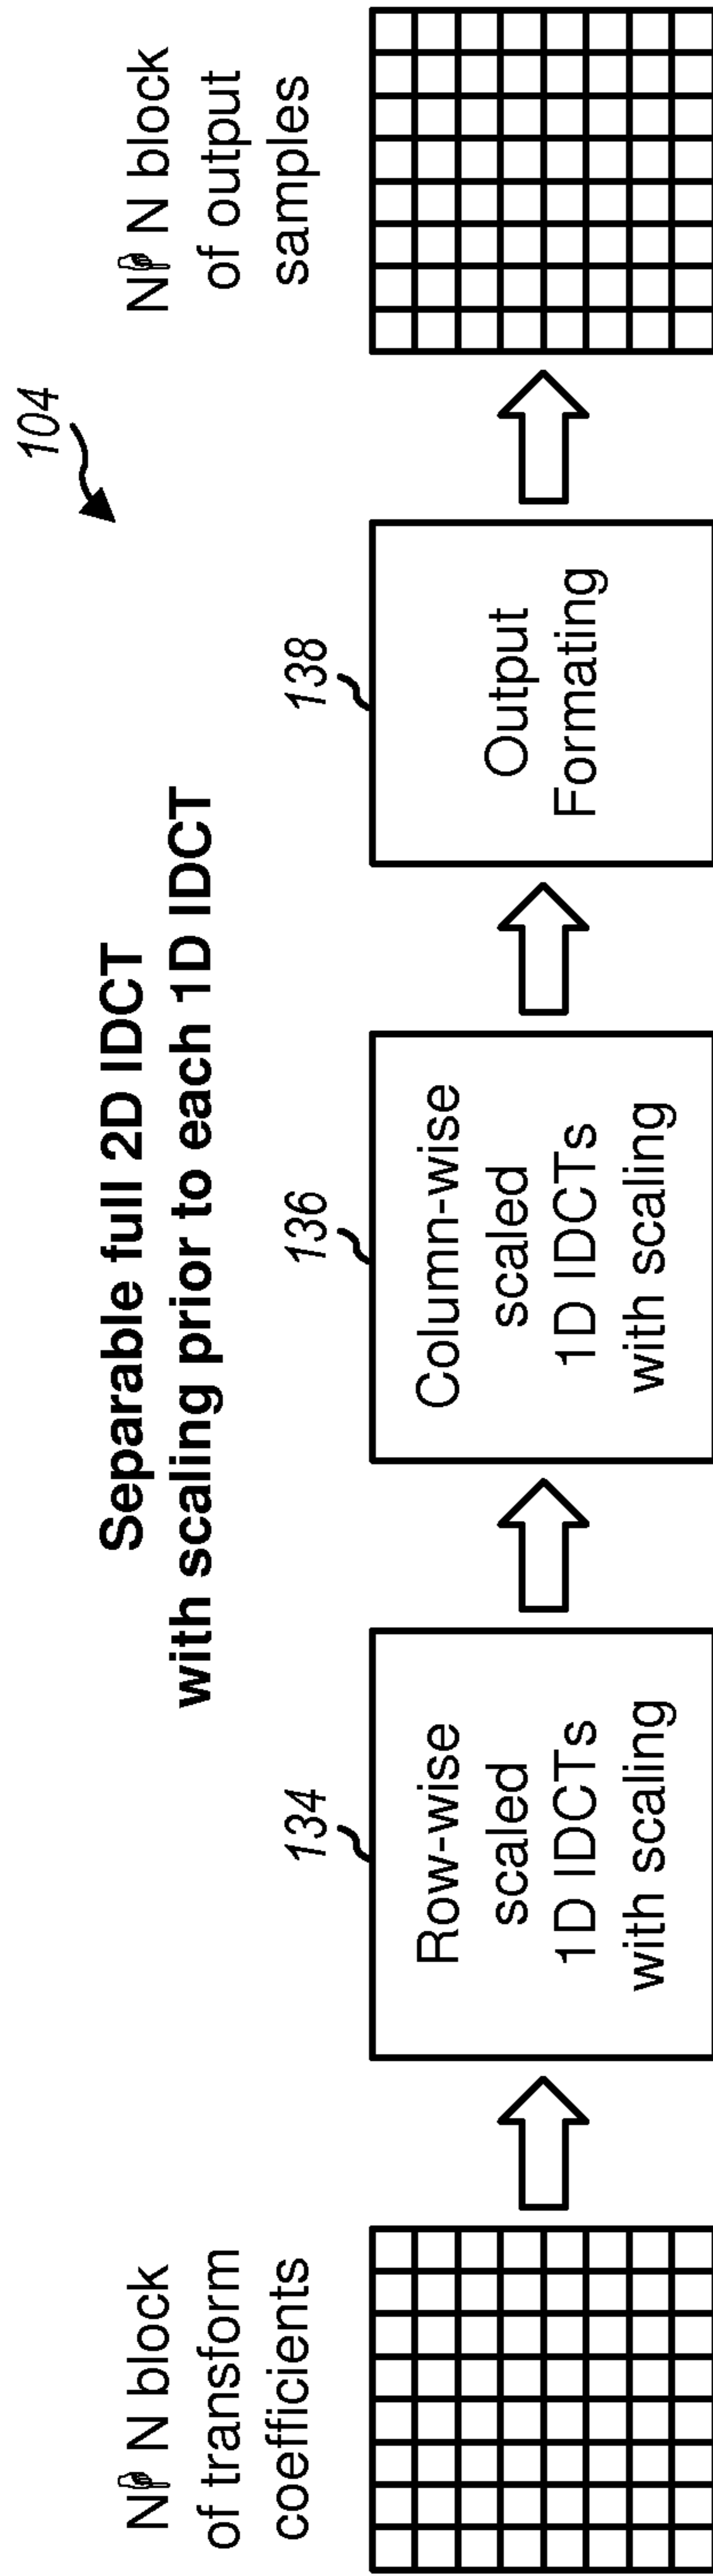 Separable full 2D IDCT
with scaling prior to each 1D IDCT
104
N☟ N block
of transform
coefficients
134
Row-wise
scaled
1D IDCTs
with scaling
136
Column-wise
scaled
1D IDCTs
with scaling
138
Output
Formating
N☟ N block
of output
samples